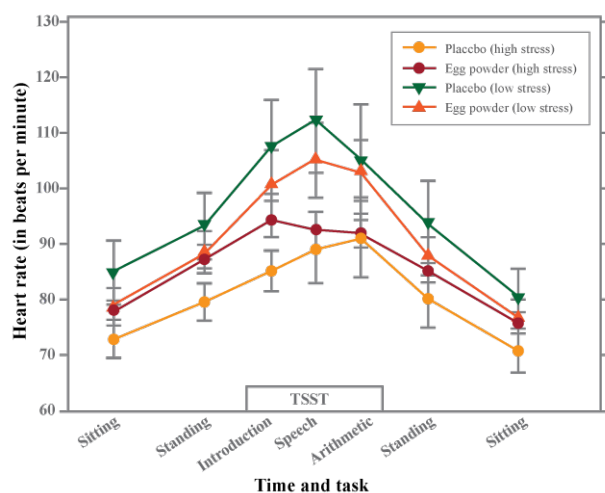 130
120
110
100
90
80
70
60
Heart rate (in beats per minute)
Placebo (high stress)
Egg powder (high stress)
Placebo (low stress)
Egg powder (low stress)
TSST
Sitting
Standing
Introduction
Speech
Arithmetic
Standing
Sitting
Time and task